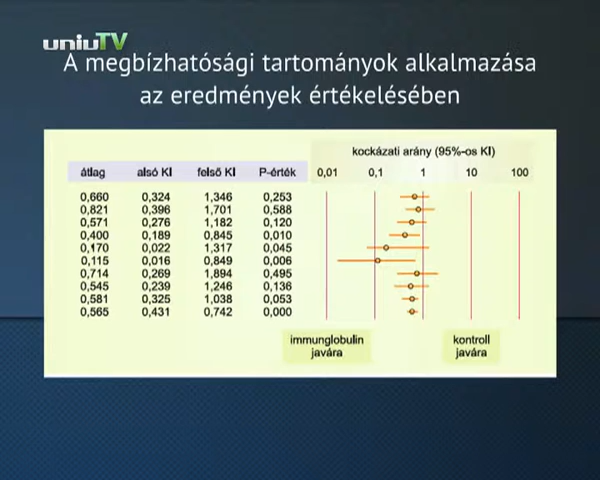 uniuTV
A megbízhatósági tartományok alkalmazása
az eredmények értékelésében
kockázati arány (95%-os KI)
átlag alsó KI felső KI P-érték 0,01 0,1 1 10 100
0,660 0,324 1,346 0,253
0,821 0,396 1,701 0,588
0,571 0,276 1,182 0,120
0,400 0,189 0,845 0,010
0,170 0,022 1,317 0,045
0,115 0,016 0,849 0,006
0,714 0,269 1,894 0,495
0,545 0,239 1,246 0,136
0,581 0,325 1,038 0,053
0,565 0,431 0,742 0,000
immunglobulin kontroll
javára javára